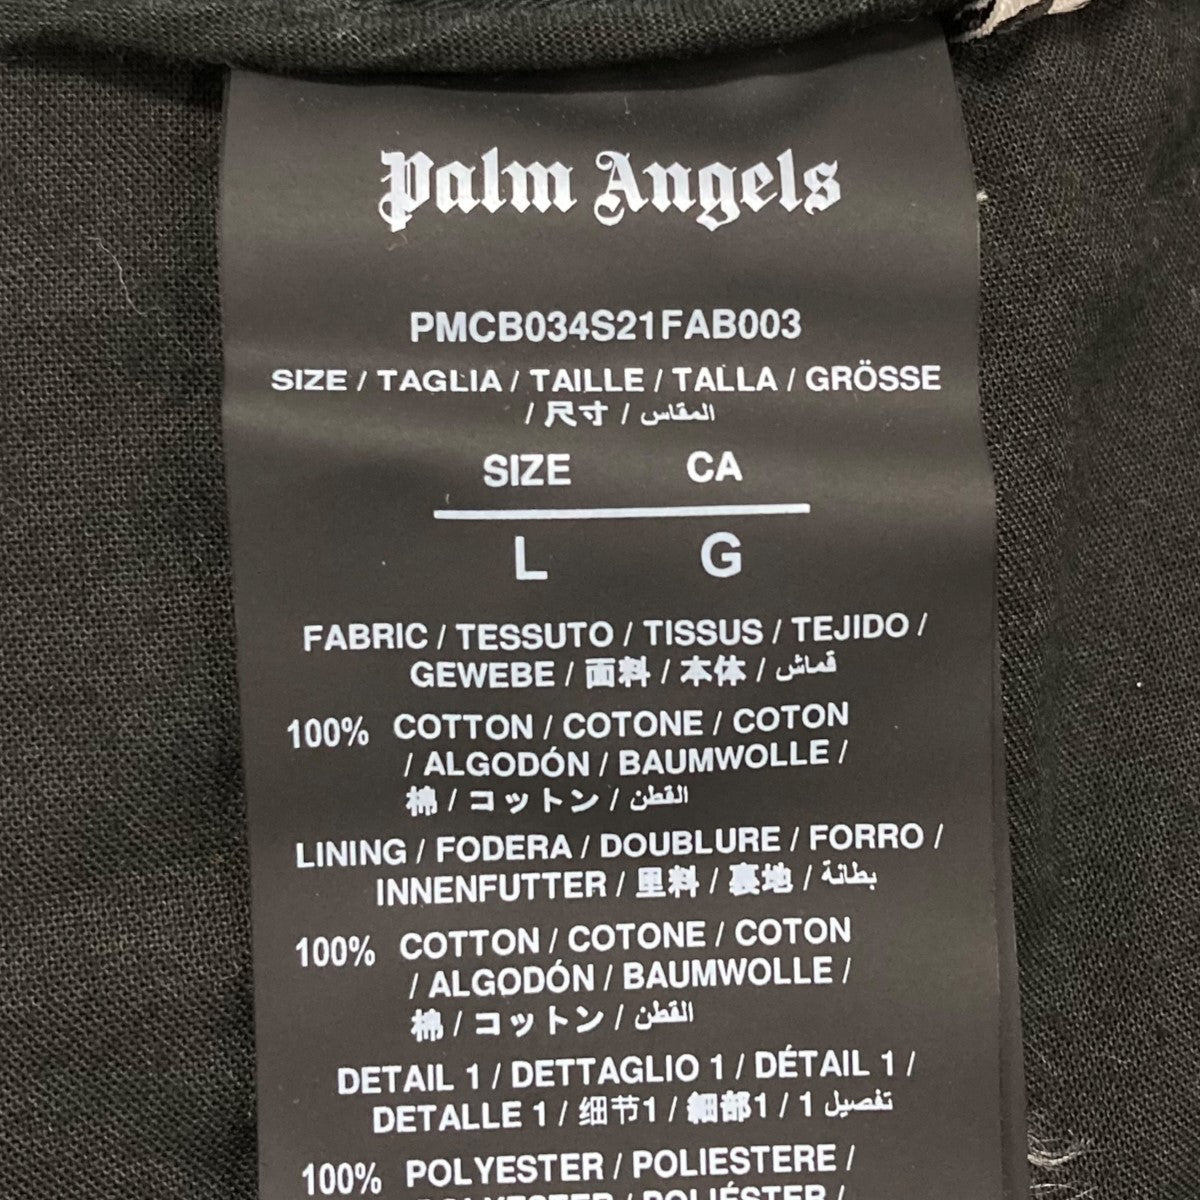 Palm Angels
PMCB034S21FAB003
SIZE / TAGLIA / TAILLE / TALLA / GRÖSSE
/ 尺寸 / المقاس
SIZE CA
L G
FABRIC / TESSUTO / TISSUS / TEJIDO /
GEWEBE / 面料 / 本体 / قماش
100% COTTON / COTONE / COTON
/ ALGODÓN / BAUMWOLLE /
棉 / コットン / القطن
LINING / FODERA / DOUBLURE / FORRO /
INNENFUTTER / 里料 / 裏地 / بطانة
100% COTTON / COTONE / COTON
/ ALGODÓN / BAUMWOLLE /
棉 / コットン / القطن
DETAIL 1 / DETTAGLIO 1 / DÉTAIL 1 /
DETALLE 1 / 细节1 / 細部1 / 1 تفصيل
100% POLYESTER / POLIESTERE /
POLYESTER / POLIÉSTER /